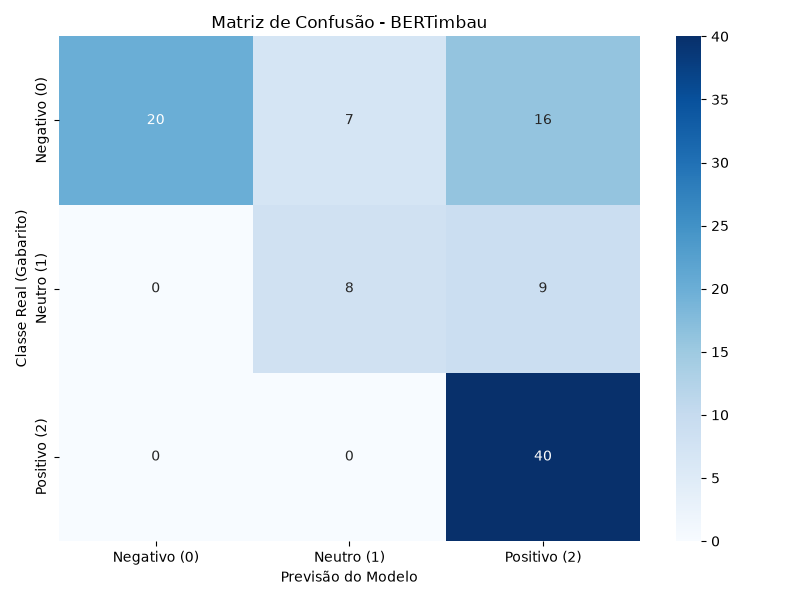 Matriz de Confusão - BERTimbau
Classe Real (Gabarito)
Negativo (0)
20 7 16
Neutro (1)
0 8 9
Positivo (2)
0 0 40
Negativo (0) Neutro (1) Positivo (2)
Previsão do Modelo
40
35
30
25
20
15
10
5
0